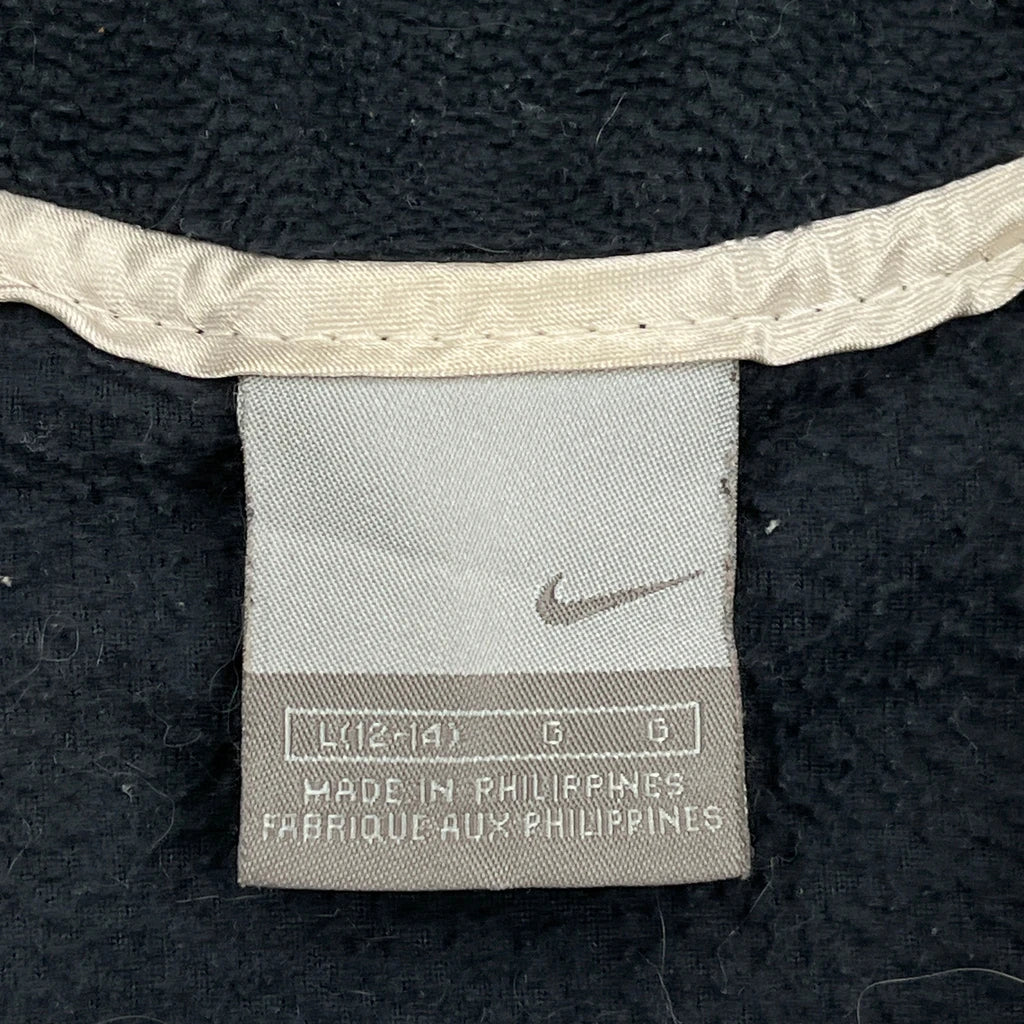 L(12-14) G G
MADE IN PHILIPPINES
FABRIQUE AUX PHILIPPINES